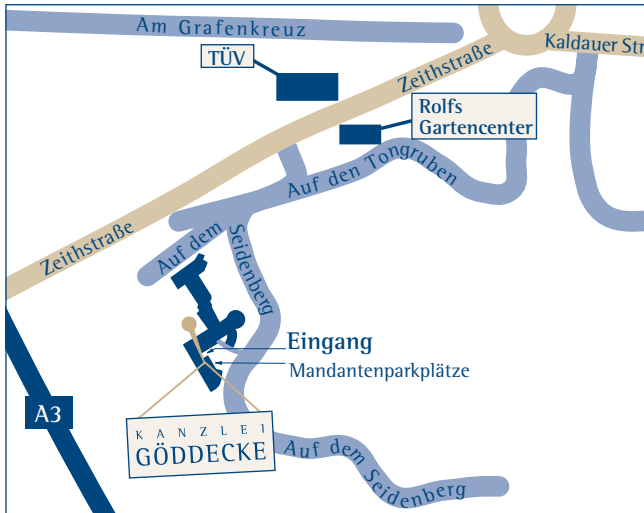 Am Grafenkreuz
TÜV
Zeithstraße
Kaldauer Str
Rolfs
Gartencenter
Auf den Tongruben
Zeithstraße
Auf dem
Seidenberg
Eingang
Mandantenparkplätze
A3
KANZLEI
GÖDDECKE
Auf dem Seidenberg